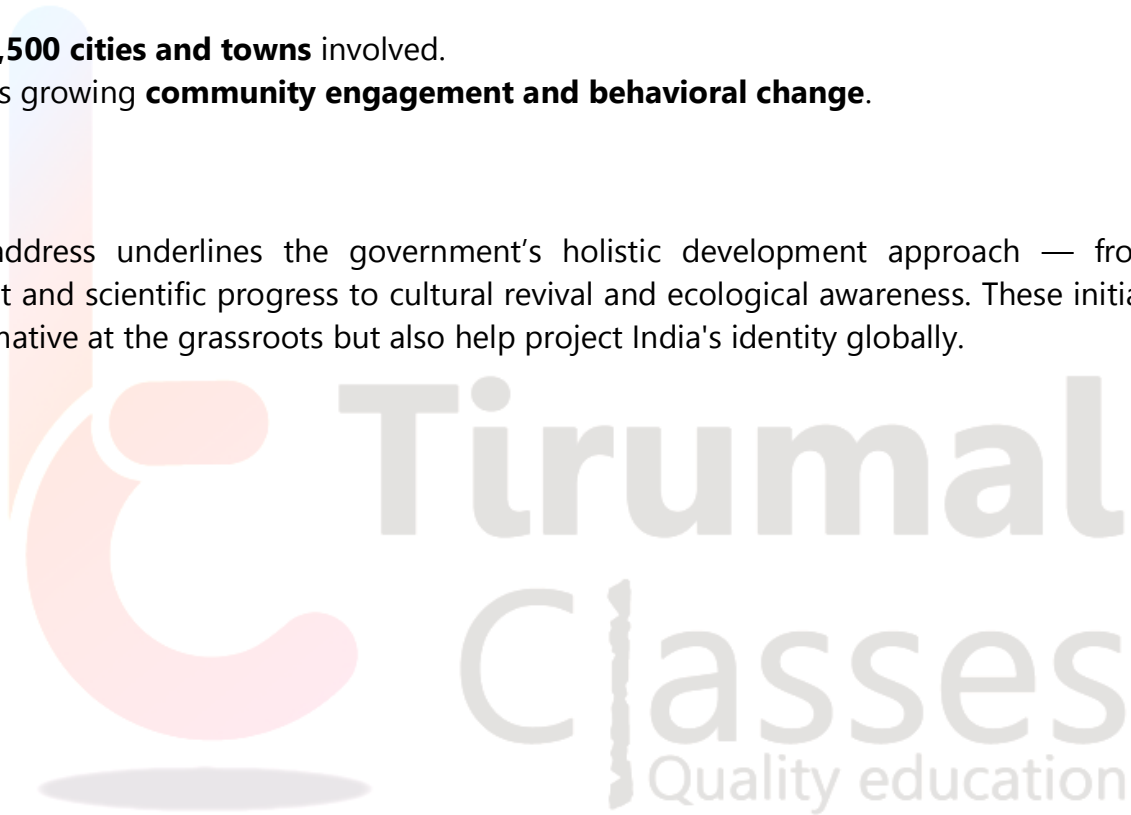 ,500 cities and towns involved.
s growing community engagement and behavioral change.
address underlines the government's holistic development approach — fro
t and scientific progress to cultural revival and ecological awareness. These initia
native at the grassroots but also help project India's identity globally.
Tirumal
Classes
Quality education